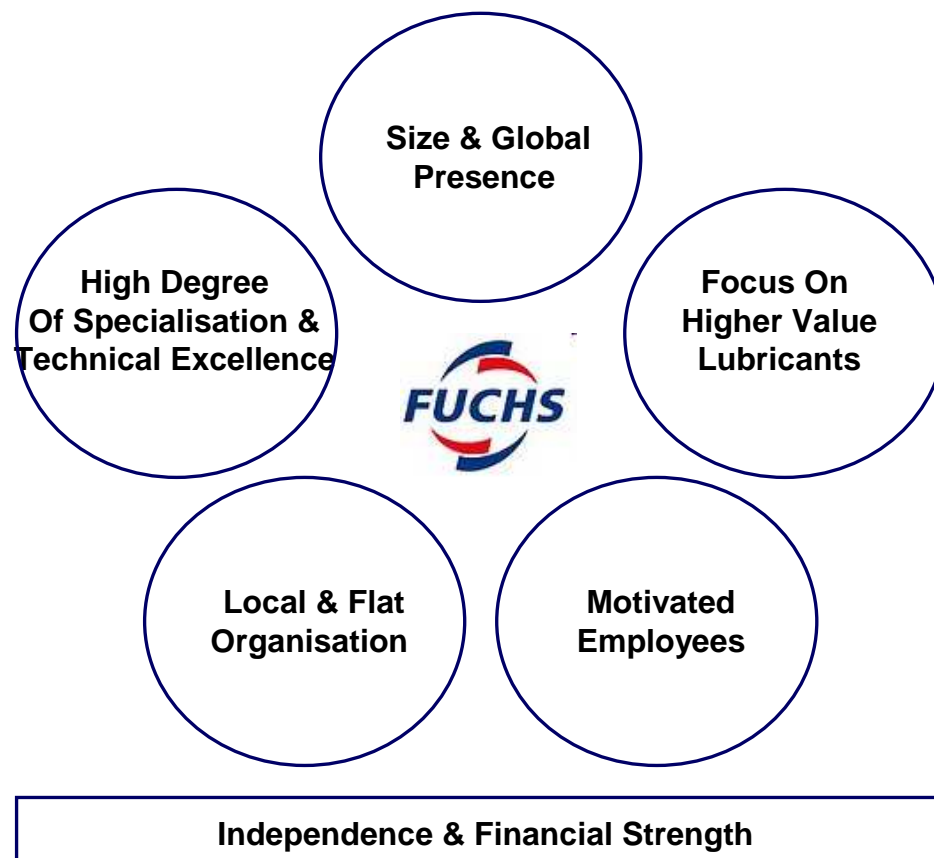 Size & Global
Presence
High Degree
Of Specialisation &
Technical Excellence
Focus On
Higher Value
Lubricants
FUCHS
Local & Flat
Organisation
Motivated
Employees
Independence & Financial Strength